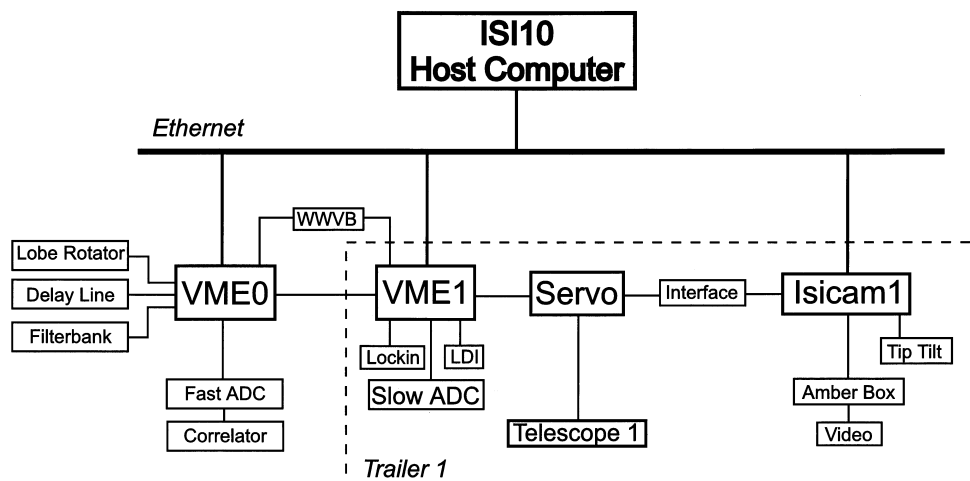 ISI10
Host Computer
Ethernet
WWVB
Lobe Rotator
Delay Line
Filterbank
VME0
VME1
Servo
Interface
Isicam1
Lockin
LDI
Tip Tilt
Fast ADC
Slow ADC
Amber Box
Correlator
Telescope 1
Video
Trailer 1